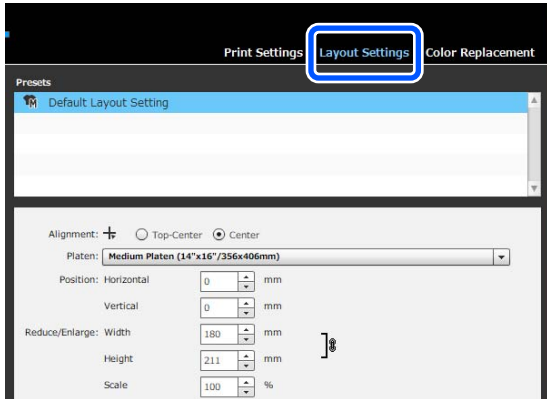 Print Settings Layout Settings Color Replacement
Presets
M Default Layout Setting
Alignment: Top-Center Center
Platen: Medium Platen (14"x16"/356x406mm)
Position: Horizontal 0 mm
Vertical 0 mm
Reduce/Enlarge: Width 180 mm
Height 211 mm
Scale 100 %